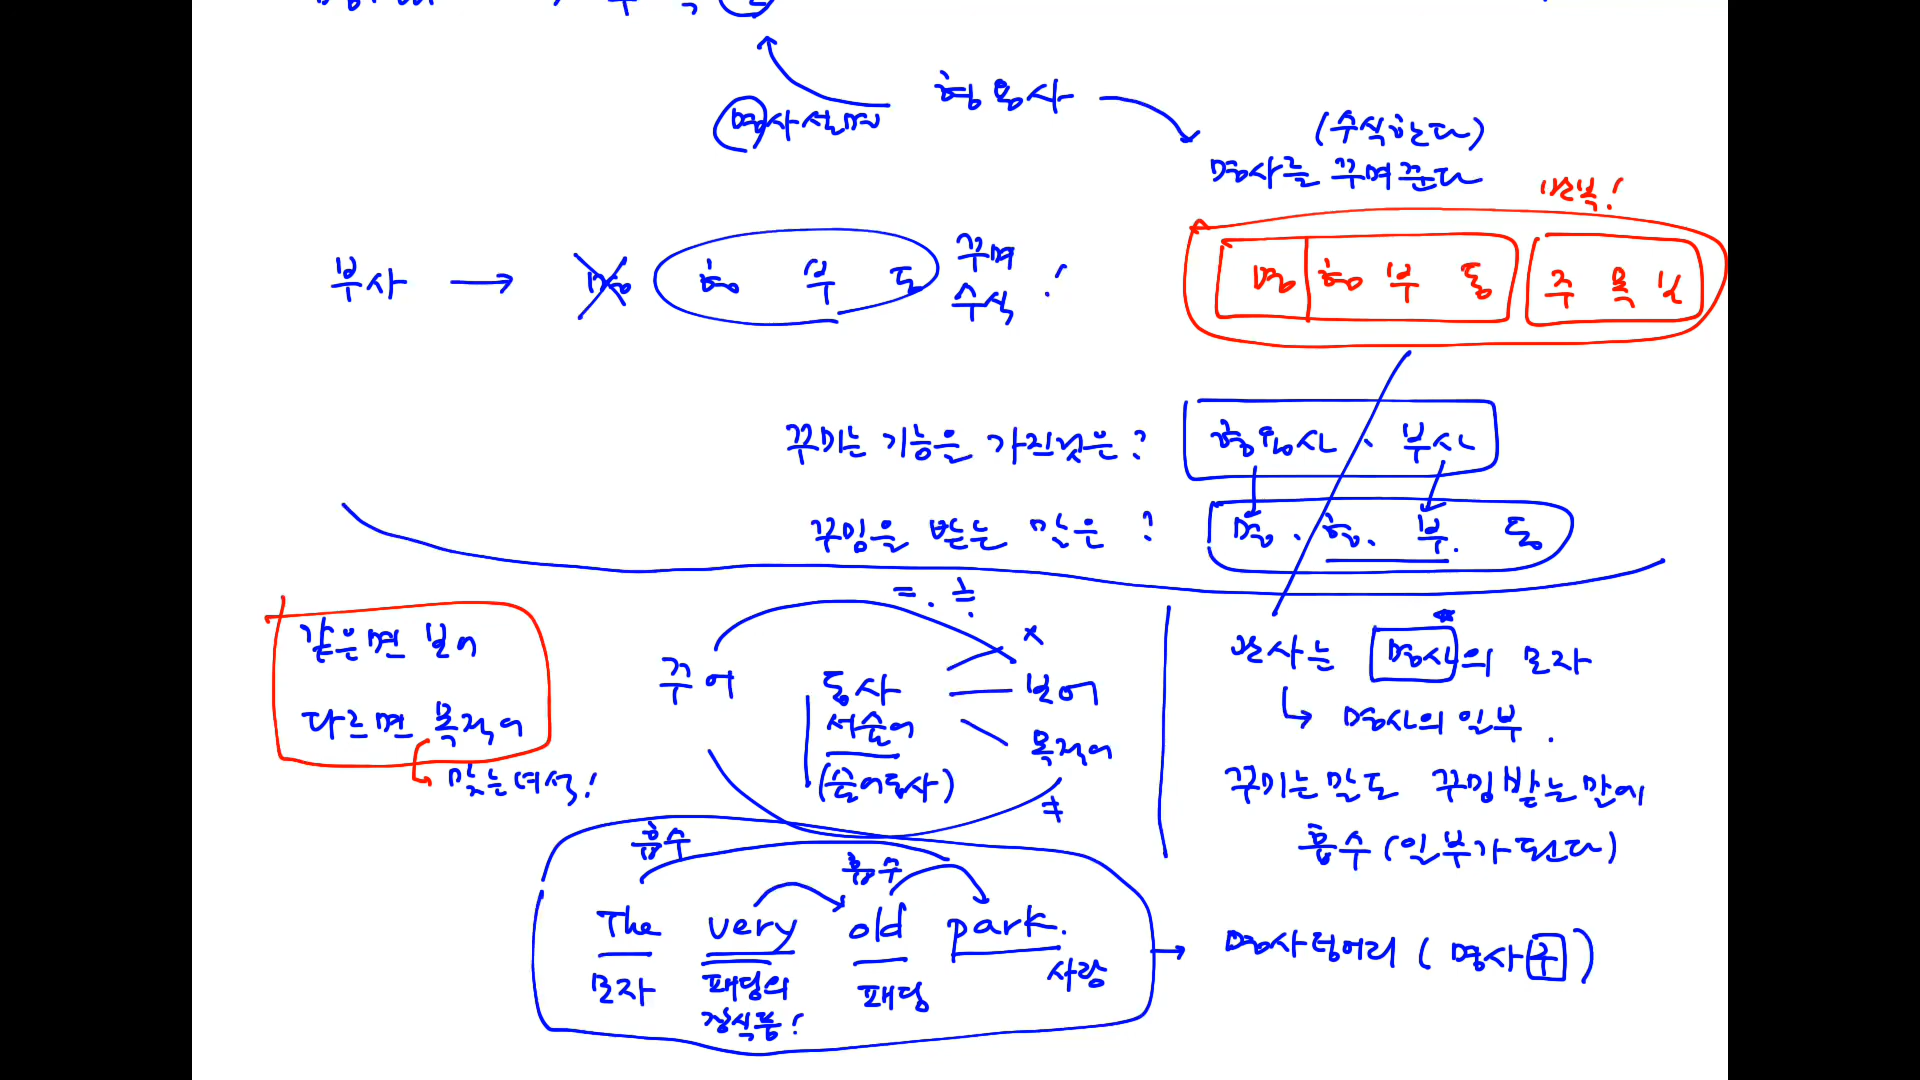 형용사
명사설명
(수식한다)
명사를 꾸며준다
반복!
부사 → 명 형 부 동 꾸며
수식 !
명 형 부 동 주 목 보
꾸미는 기능을 가진것은? 형용사、부사
꾸밈을 받는 말은? 명、형、부. 동
=. ≒
같은면 보어
다르면 목적어
맞는녀석!
주어
동사
서술어
(술어동사)
x
보어
목적어
≠
관사는 명사의 모자
↳ 명사의 일부.
꾸미는말도 꾸밈받는말에
흡수(일부가된다)
흡수
흡수
The very old park.
모자 패딩의 패딩 사람
장식품!
→ 명사덩어리 (명사구)